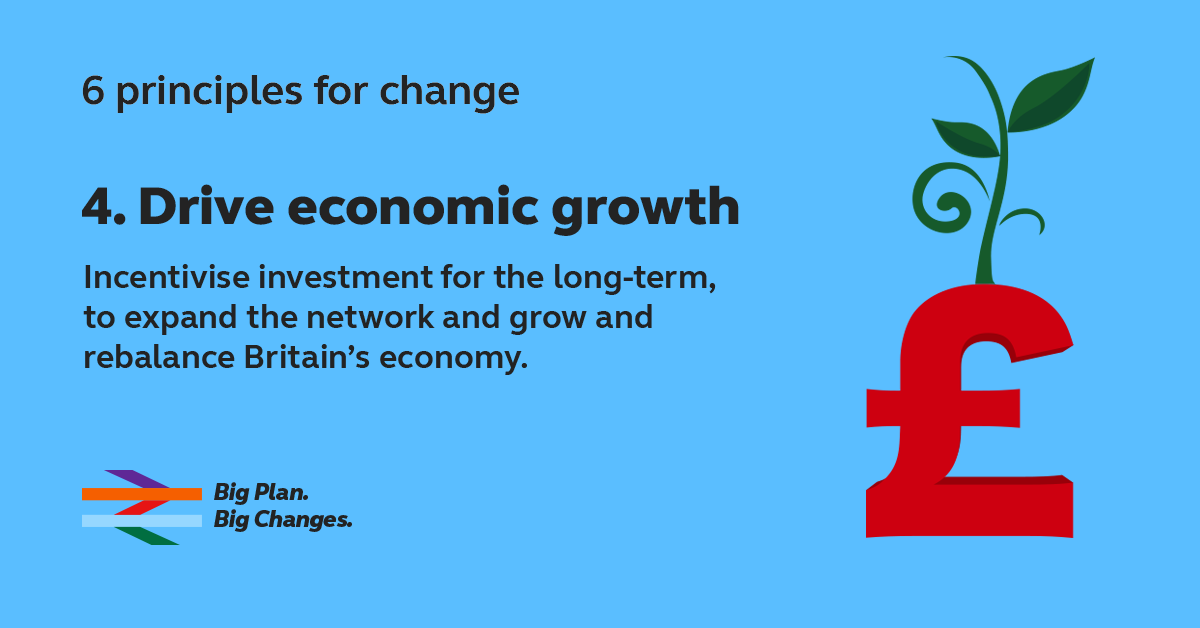 6 principles for change
4. Drive economic growth
Incentivise investment for the long-term,
to expand the network and grow and
rebalance Britain’s economy.
Big Plan.
Big Changes.
£